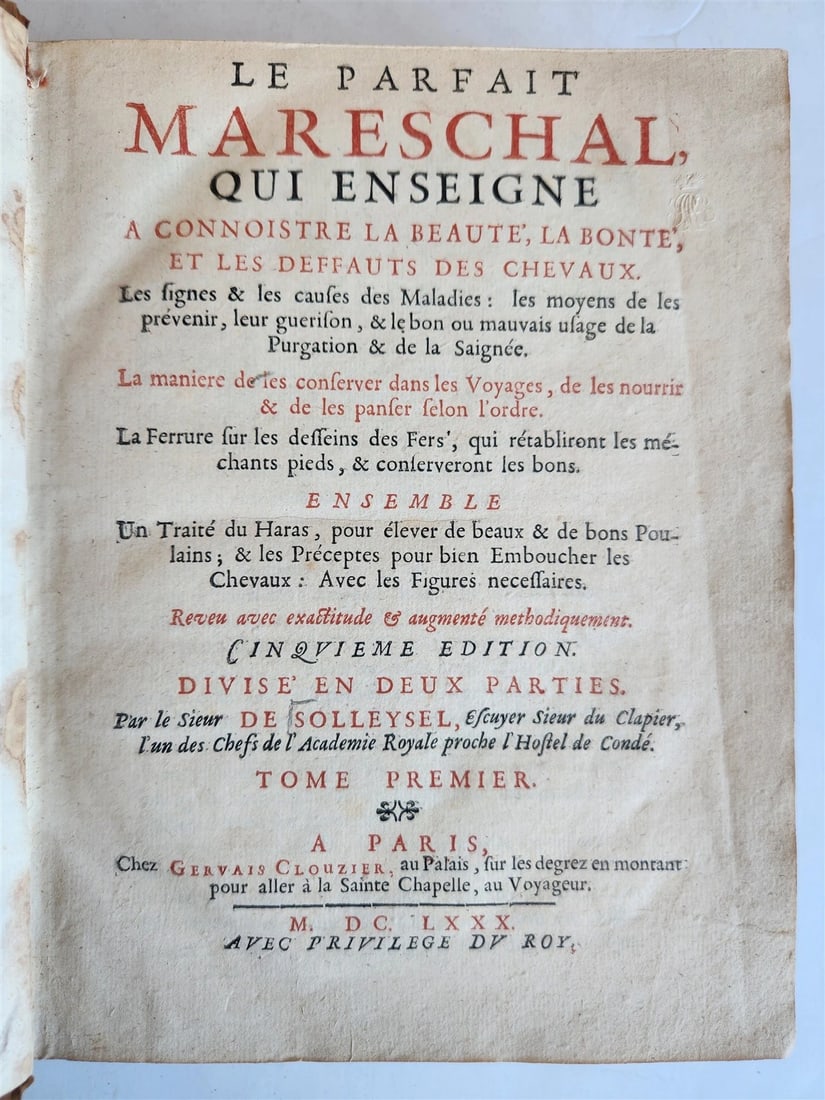 LE PARFAIT
MARESCHAL,
QUI ENSEIGNE
A CONNOISTRE LA BEAUTE', LA BONTE',
ET LES DEFFAUTS DES CHEVAUX.
Les ſignes & les cauſes des Maladies : les moyens de les
prévenir, leur gueriſon, & le bon ou mauvais uſage de la
Purgation & de la Saignée.
La maniere de les conſerver dans les Voyages, de les nourrir
& de les panſer ſelon l'ordre.
La Ferrure ſur les deſſeins des Fers', qui rétabliront les mé-
chants pieds, & conſerveront les bons.
ENSEMBLE
Un Traité du Haras, pour élever de beaux & de bons Pou-
lains ; & les Préceptes pour bien Emboucher les
Chevaux : Avec les Figures neceſſaires.
Reveu avec exactitude & augmenté methodiquement.
CINQVIEME EDITION.
DIVISE' EN DEUX PARTIES.
Par le Sieur DE SOLLEYSEL, Eſcuyer Sieur du Clapier,
l'un des Chefs de l'Academie Royale proche l'Hoſtel de Condé.
TOME PREMIER.
A PARIS,
Chez GERVAIS CLOUZIER, au Palais, ſur les degrez en montant
pour aller à la Sainte Chapelle, au Voyageur.
M. DC. LXXX.
AVEC PRIVILEGE DV ROY.